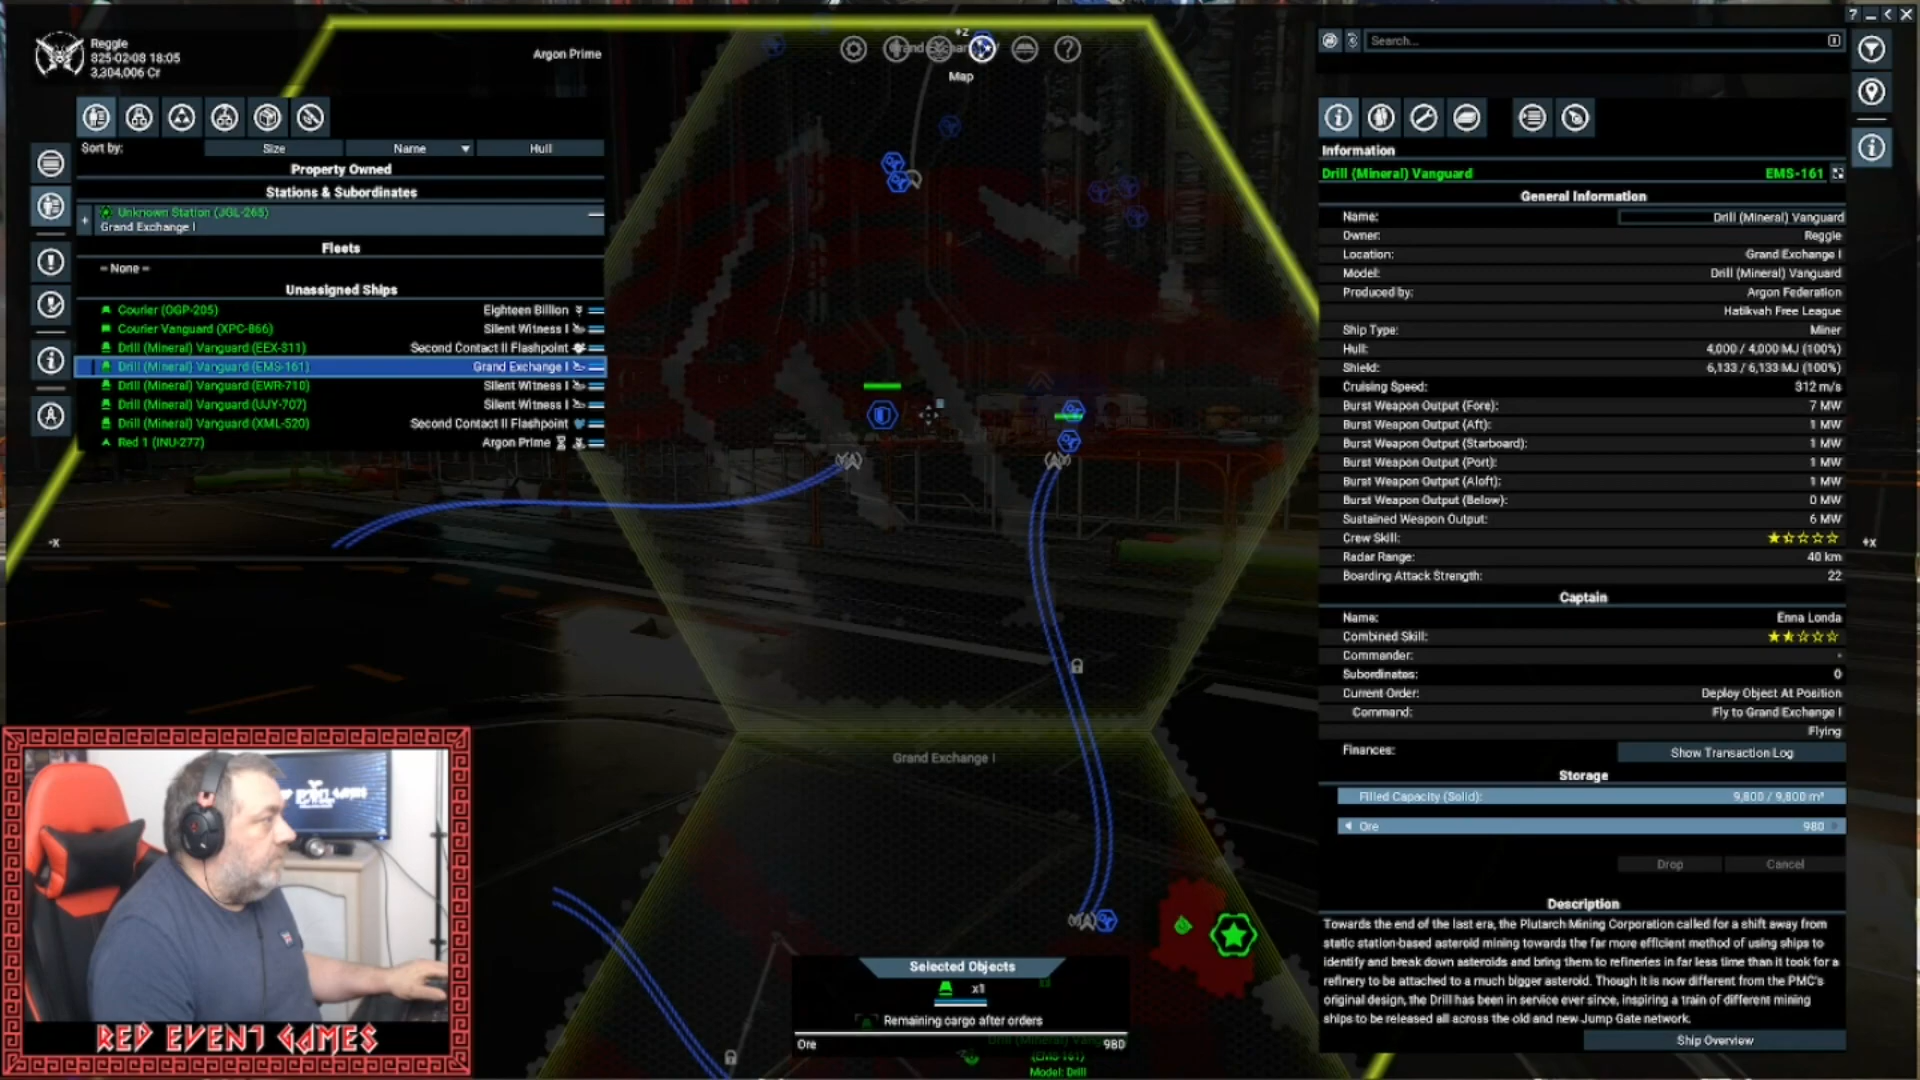 Reggle
825-02-08 18:05
3,304,006 Cr
Argon Prime
+z
Map
Sort by:
Size
Name
Hull
Property Owned
Stations & Subordinates
Unknown Station (JGL-265)
Grand Exchange I
Fleets
-- None --
Unassigned Ships
Courier (OGP-205)
Eighteen Billion
Courier Vanguard (XPC-866)
Silent Witness I
Drill (Mineral) Vanguard (EEX-311)
Second Contact II Flashpoint
Drill (Mineral) Vanguard (EMS-161)
Grand Exchange I
Drill (Mineral) Vanguard (EWR-710)
Silent Witness I
Drill (Mineral) Vanguard (UJY-707)
Silent Witness I
Drill (Mineral) Vanguard (XML-520)
Second Contact II Flashpoint
Red 1 (INU-277)
Argon Prime
-x
+x
Grand Exchange I
Selected Objects
x1
Remaining cargo after orders
Ore
980
Drill (Mineral) Vanguard
(EMS-161)
Model: Drill
RED EVENT GAMES
Search...
Information
Drill (Mineral) Vanguard
EMS-161
General Information
Name:
Drill (Mineral) Vanguard
Owner:
Reggle
Location:
Grand Exchange I
Model:
Drill (Mineral) Vanguard
Produced by:
Argon Federation
Hatikvah Free League
Ship Type:
Miner
Hull:
4,000 / 4,000 MJ (100%)
Shield:
6,133 / 6,133 MJ (100%)
Cruising Speed:
312 m/s
Burst Weapon Output (Fore):
7 MW
Burst Weapon Output (Aft):
1 MW
Burst Weapon Output (Starboard):
1 MW
Burst Weapon Output (Port):
1 MW
Burst Weapon Output (Aloft):
1 MW
Burst Weapon Output (Below):
0 MW
Sustained Weapon Output:
6 MW
Crew Skill:
Radar Range:
40 km
Boarding Attack Strength:
22
Captain
Name:
Enna Londa
Combined Skill:
Commander:
-
Subordinates:
0
Current Order:
Deploy Object At Position
Command:
Fly to Grand Exchange I
Flying
Finances:
Show Transaction Log
Storage
Filled Capacity (Solid):
9,800 / 9,800 m³
Ore
980
Drop
Cancel
Description
Towards the end of the last era, the Plutarch Mining Corporation called for a shift away from
static station-based asteroid mining towards the far more efficient method of using ships to
identify and break down asteroids and bring them to refineries in far less time than it took for a
refinery to be attached to a much bigger asteroid. Though it is now different from the PMC's
original design, the Drill has been in service ever since, inspiring a train of different mining
ships to be released all across the old and new Jump Gate network.
Ship Overview